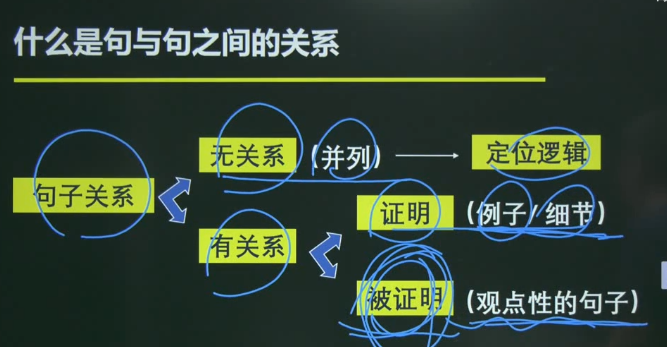 什么是句与句之间的关系
无关系（并列）
定位逻辑
句子关系
证明（例子/细节）
有关系
被证明（观点性的句子）